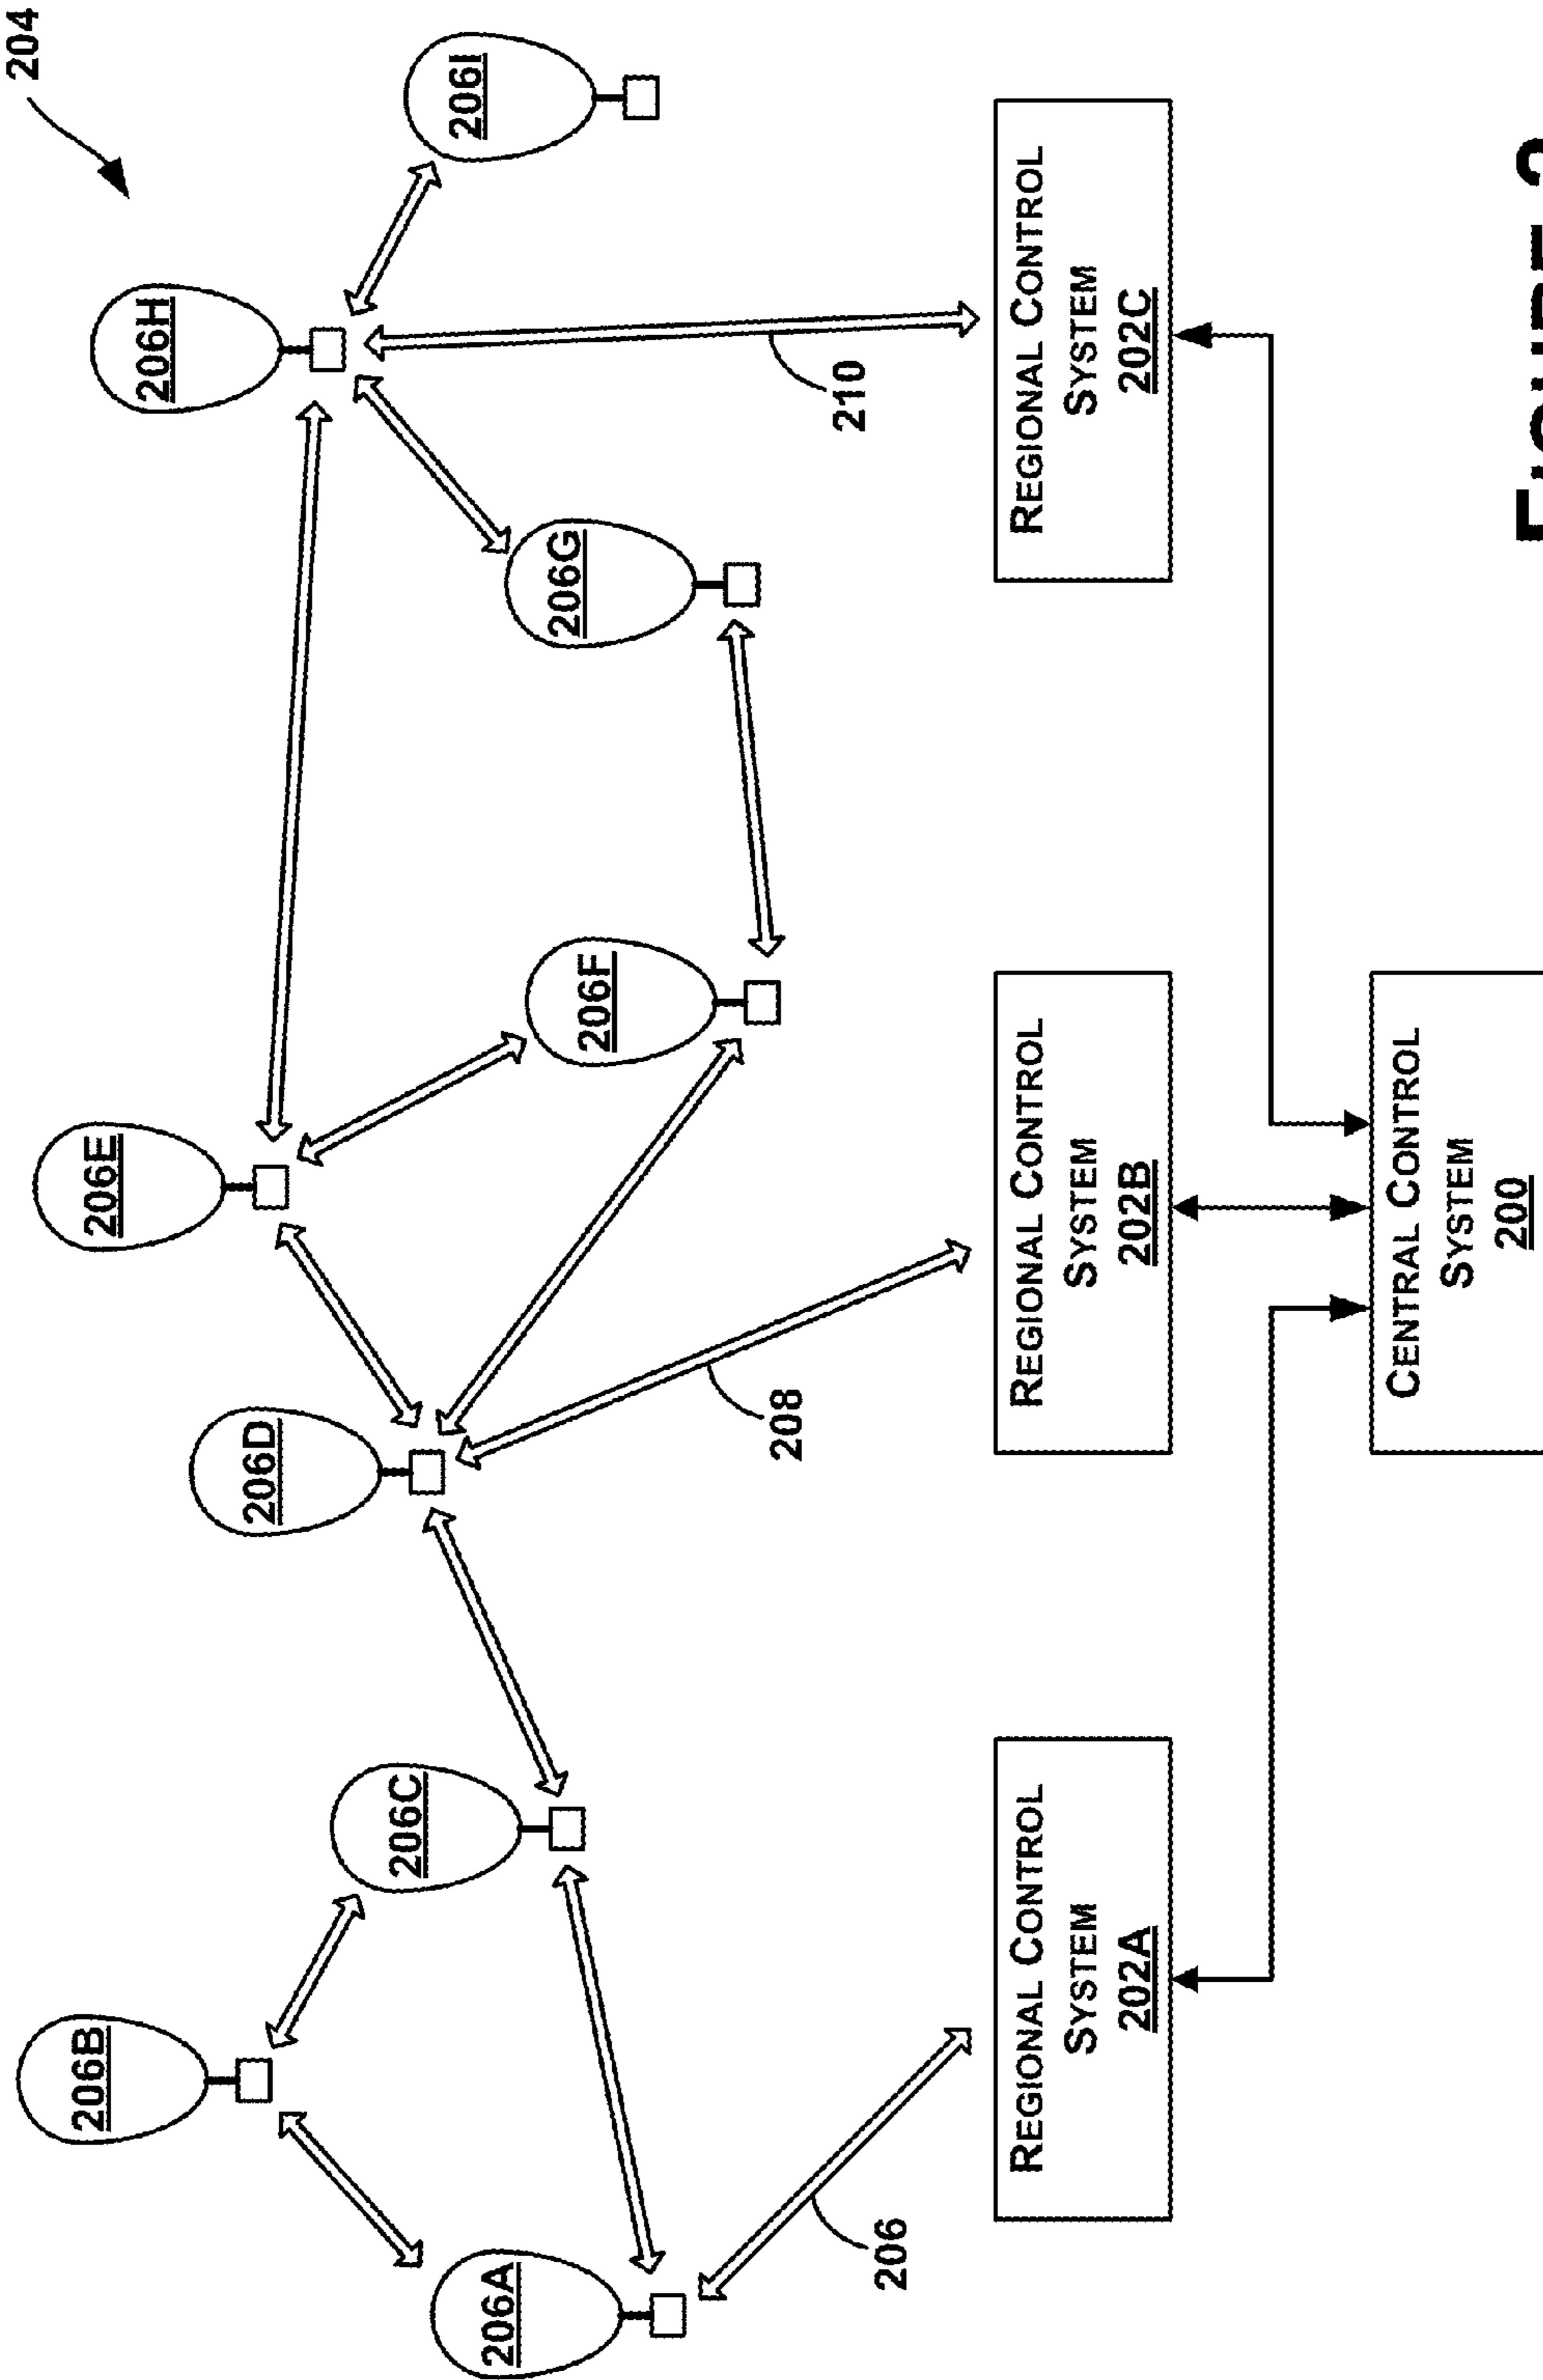 204
206B
206E
206H
206D
206C
206I
206A
206G
206F
208
210
206
REGIONAL CONTROL
SYSTEM
202A
REGIONAL CONTROL
SYSTEM
202B
REGIONAL CONTROL
SYSTEM
202C
CENTRAL CONTROL
SYSTEM
200
FIGURE